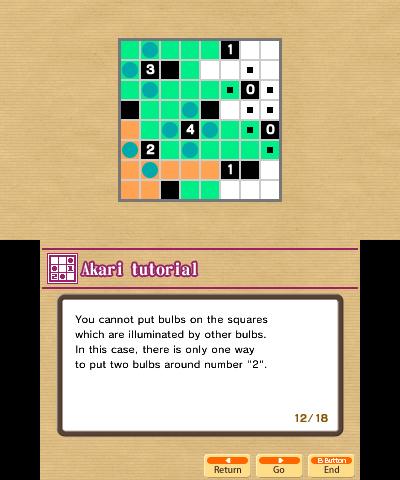 1
3
0
4 0
2
1
Akari tutorial
You cannot put bulbs on the squares
which are illuminated by other bulbs.
In this case, there is only one way
to put two bulbs around number "2".
12/18
Return Go B Button End